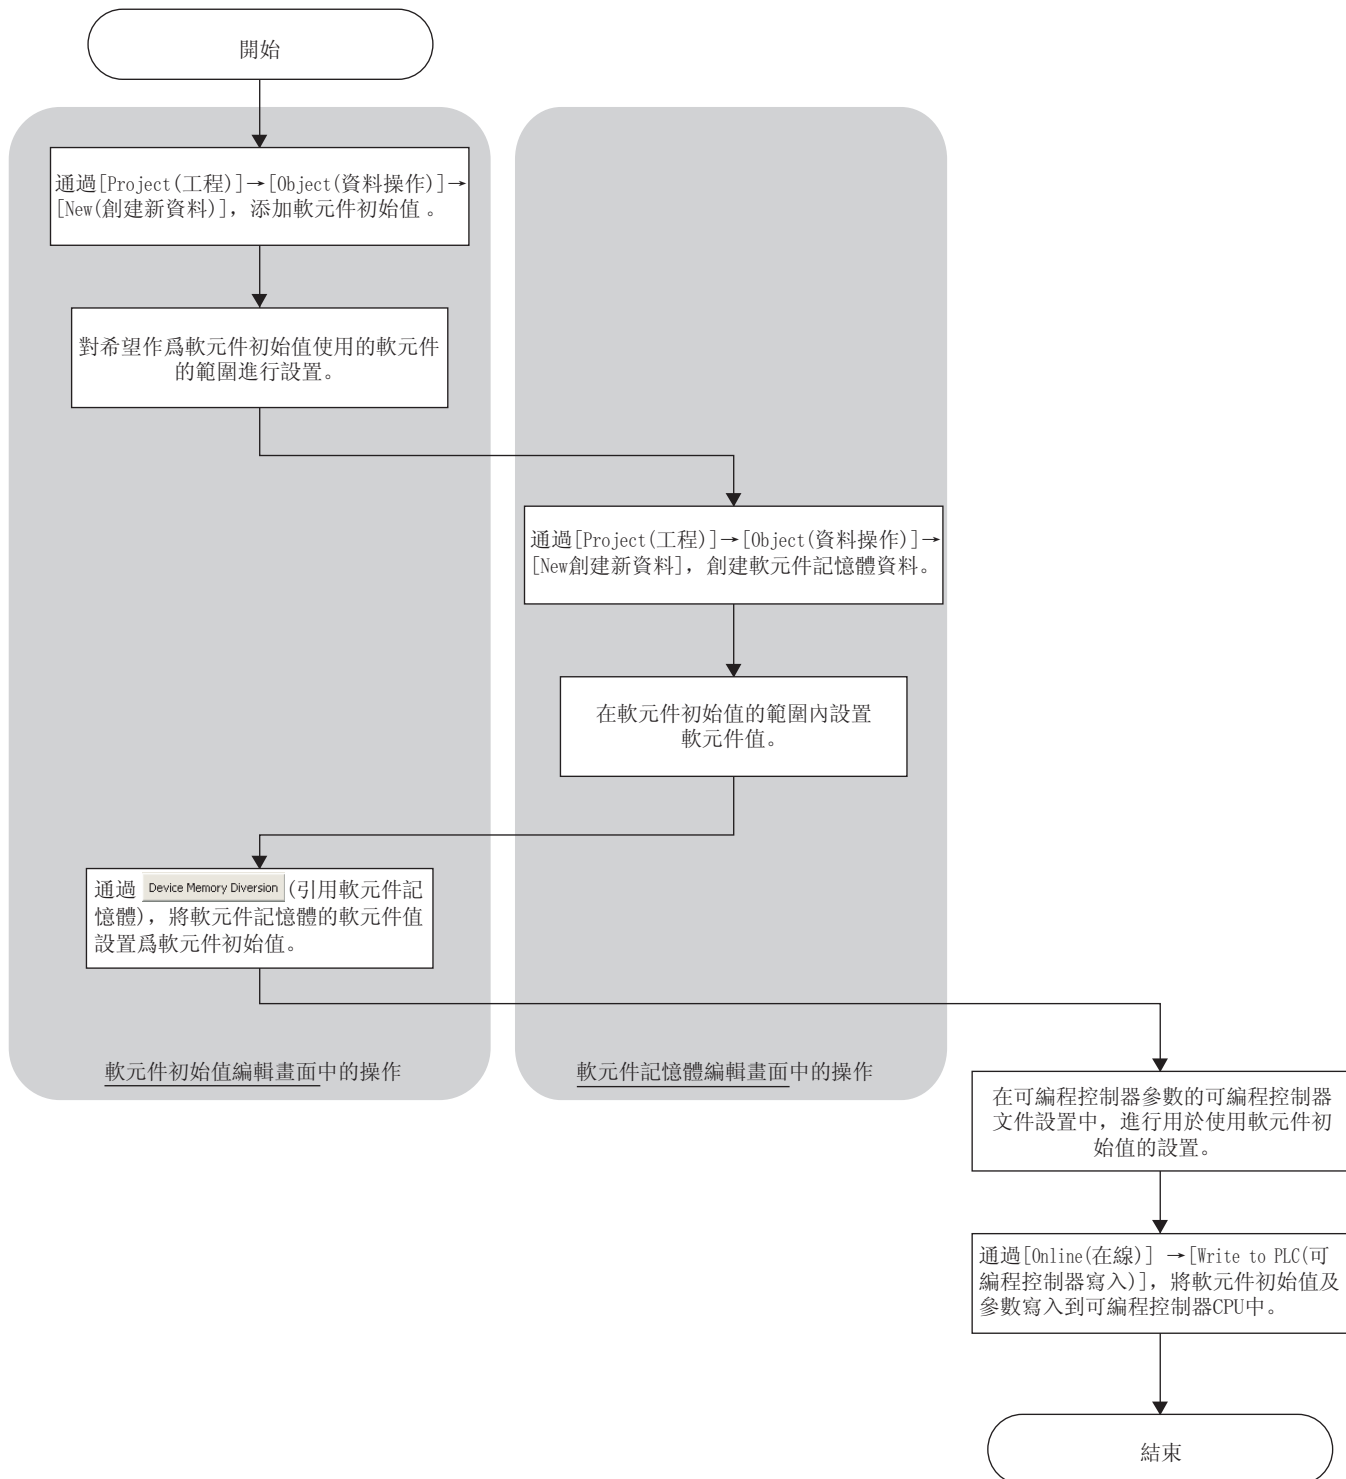 開始
通過[Project(工程)]→[Object(資料操作)]→
[New(創建新資料)]，添加軟元件初始值。
對希望作爲軟元件初始值使用的軟元件
的範圍進行設置。
通過[Project(工程)]→[Object(資料操作)]→
[New創建新資料]，創建軟元件記憶體資料。
在軟元件初始值的範圍內設置
軟元件值。
通過 Device Memory Diversion (引用軟元件記
憶體)，將軟元件記憶體的軟元件值
設置爲軟元件初始值。
軟元件初始值編輯畫面中的操作
軟元件記憶體編輯畫面中的操作
在可編程控制器參數的可編程控制器
文件設置中，進行用於使用軟元件初
始值的設置。
通過[Online(在線)] →[Write to PLC(可
編程控制器寫入)]，將軟元件初始值及
參數寫入到可編程控制器CPU中。
結束